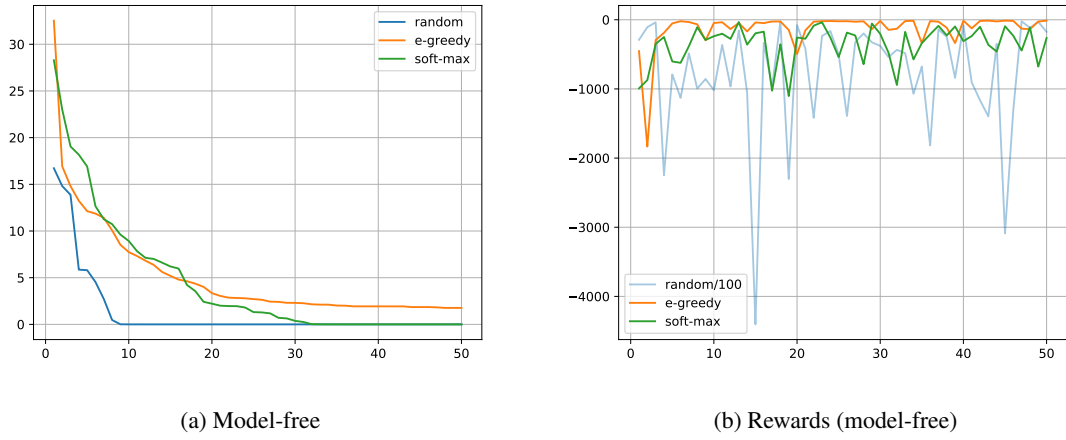 random
e-greedy
soft-max
30
25
20
15
10
5
0
0 10 20 30 40 50
(a) Model-free
0
−1000
−2000
−3000
−4000
random/100
e-greedy
soft-max
0 10 20 30 40 50
(b) Rewards (model-free)